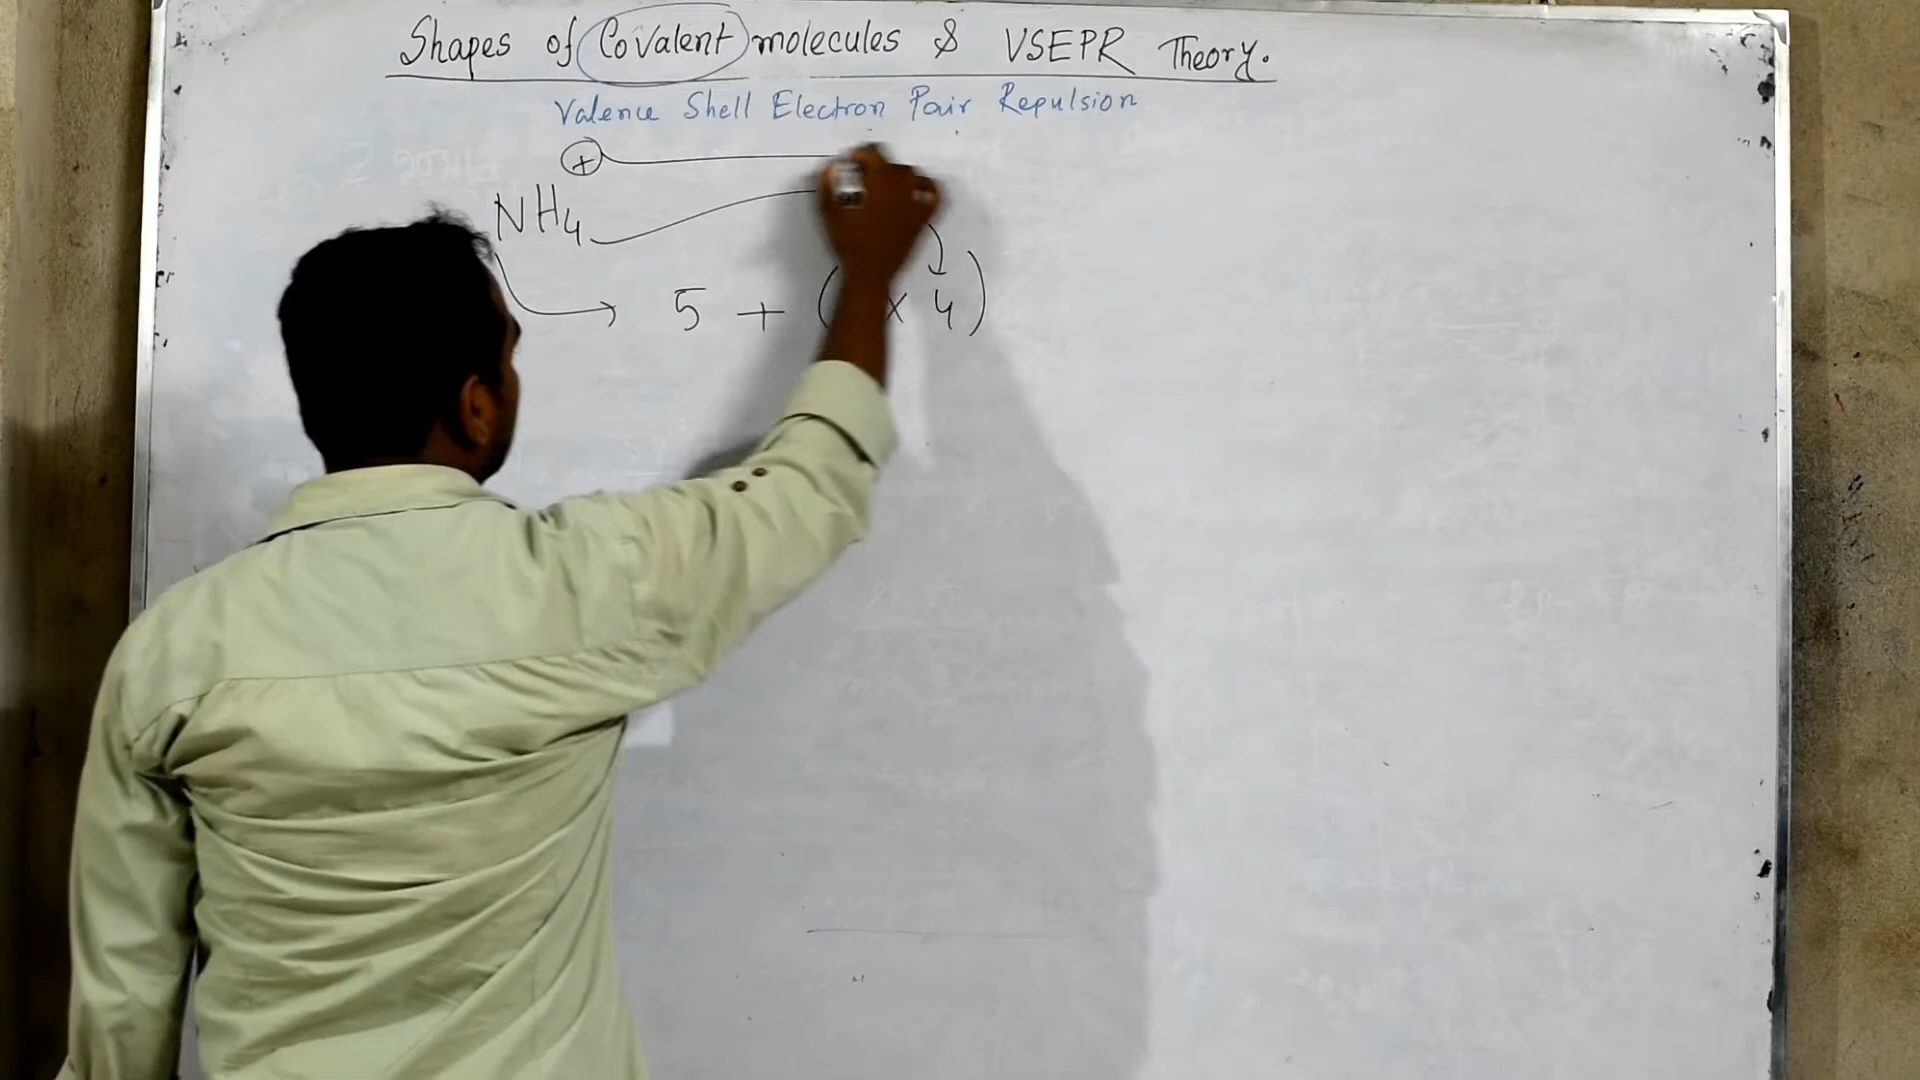 Shapes of Covalent molecules & VSEPR Theory.
Valence Shell Electron Pair Repulsion
+
NH4
5 + ( x 4)